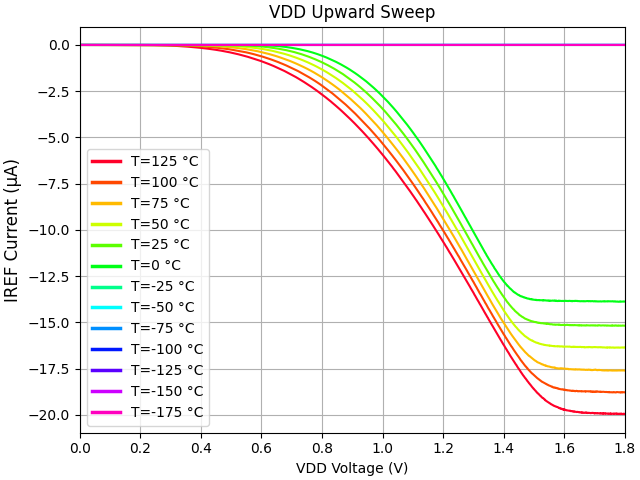 VDD Upward Sweep
IREF Current (μA)
0.0
−2.5
−5.0
−7.5
−10.0
−12.5
−15.0
−17.5
−20.0
T=125 °C
T=100 °C
T=75 °C
T=50 °C
T=25 °C
T=0 °C
T=-25 °C
T=-50 °C
T=-75 °C
T=-100 °C
T=-125 °C
T=-150 °C
T=-175 °C
0.0 0.2 0.4 0.6 0.8 1.0 1.2 1.4 1.6 1.8
VDD Voltage (V)